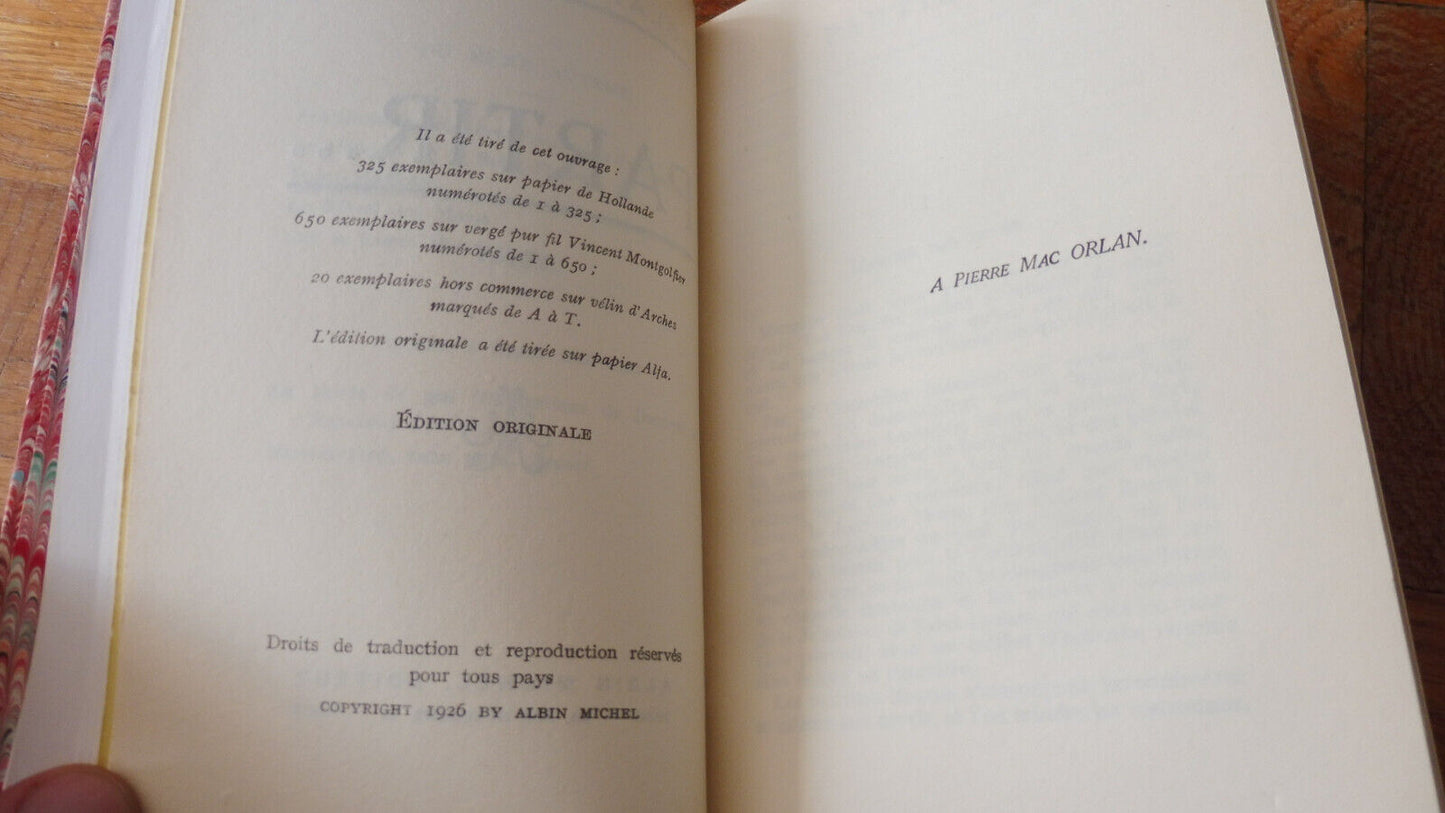 Il a été tiré de cet ouvrage :
325 exemplaires sur papier de Hollande
numérotés de 1 à 325 ;
650 exemplaires sur vergé pur fil Vincent Montgolfier
numérotés de 1 à 650 ;
20 exemplaires hors commerce sur vélin d'Arches
marqués de A à T.
L'édition originale a été tirée sur papier Alfa.
ÉDITION ORIGINALE
Droits de traduction et reproduction réservés
pour tous pays
COPYRIGHT 1926 BY ALBIN MICHEL
A PIERRE MAC ORLAN.